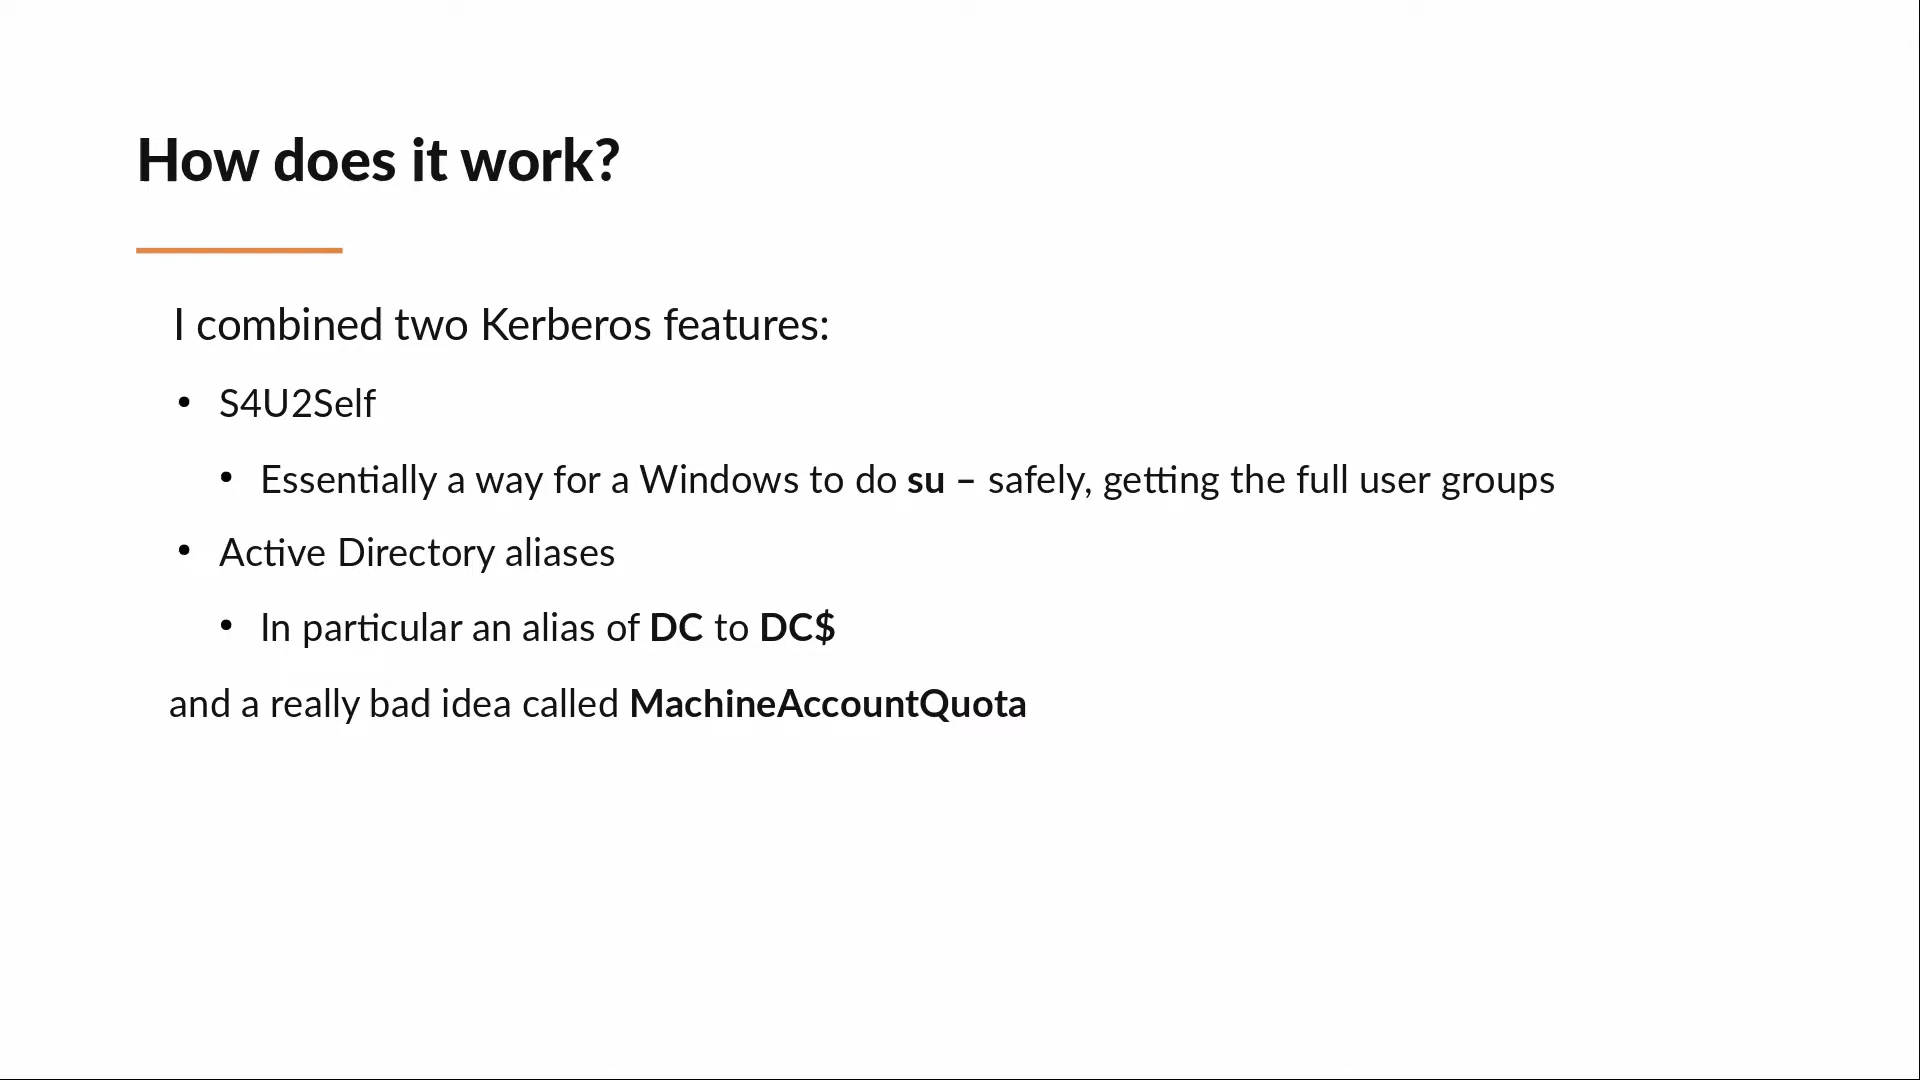 How does it work?
I combined two Kerberos features:
• S4U2Self
• Essentially a way for a Windows to do su – safely, getting the full user groups
• Active Directory aliases
• In particular an alias of DC to DC$
and a really bad idea called MachineAccountQuota